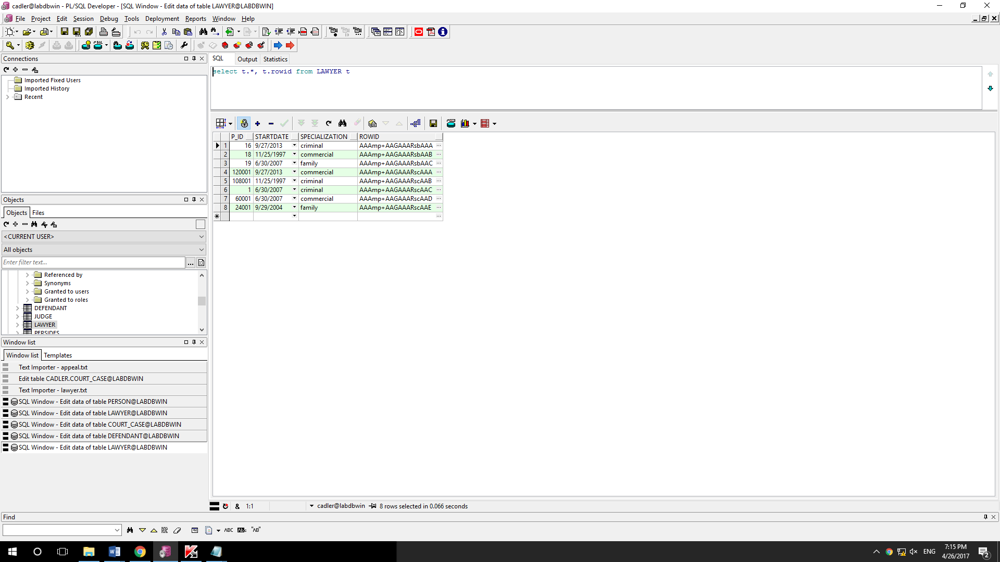 cadler@labdbwin - PL/SQL Developer - [SQL Window - Edit data of table LAWYER@LABDBWIN]
File Project Edit Session Debug Tools Deployment Reports Window Help
Connections
Imported Fixed Users
Imported History
Recent
Objects
Objects Files
<CURRENT USER>
All objects
Enter filter text...
Referenced by
Synonyms
Granted to users
Granted to roles
DEFENDANT
JUDGE
LAWYER
PERSIDES
Window list
Window list Templates
Text Importer - appeal.txt
Edit table CADLER.COURT_CASE@LABDBWIN
Text Importer - lawyer.txt
SQL Window - Edit data of table PERSON@LABDBWIN
SQL Window - Edit data of table LAWYER@LABDBWIN
SQL Window - Edit data of table COURT_CASE@LABDBWIN
SQL Window - Edit data of table DEFENDANT@LABDBWIN
SQL Window - Edit data of table LAWYER@LABDBWIN
SQL Output Statistics
select t.*, t.rowid from LAWYER t
P_ID STARTDATE SPECIALIZATION ROWID
1 16 9/27/2013 criminal AAAmp+AAGAAARsbAAA ...
2 18 11/25/1997 commercial AAAmp+AAGAAARsbAAB ...
3 19 6/30/2007 family AAAmp+AAGAAARsbAAC ...
4 120001 9/27/2013 commercial AAAmp+AAGAAARscAAA ...
5 108001 11/25/1997 criminal AAAmp+AAGAAARscAAB ...
6 1 6/30/2007 criminal AAAmp+AAGAAARscAAC ...
7 60001 6/30/2007 commercial AAAmp+AAGAAARscAAD ...
8 24001 9/29/2004 family AAAmp+AAGAAARscAAE ...
* ...
& 1:1 cadler@labdbwin 8 rows selected in 0.066 seconds
Find
ABC "AB"
ENG 7:15 PM
4/26/2017 2